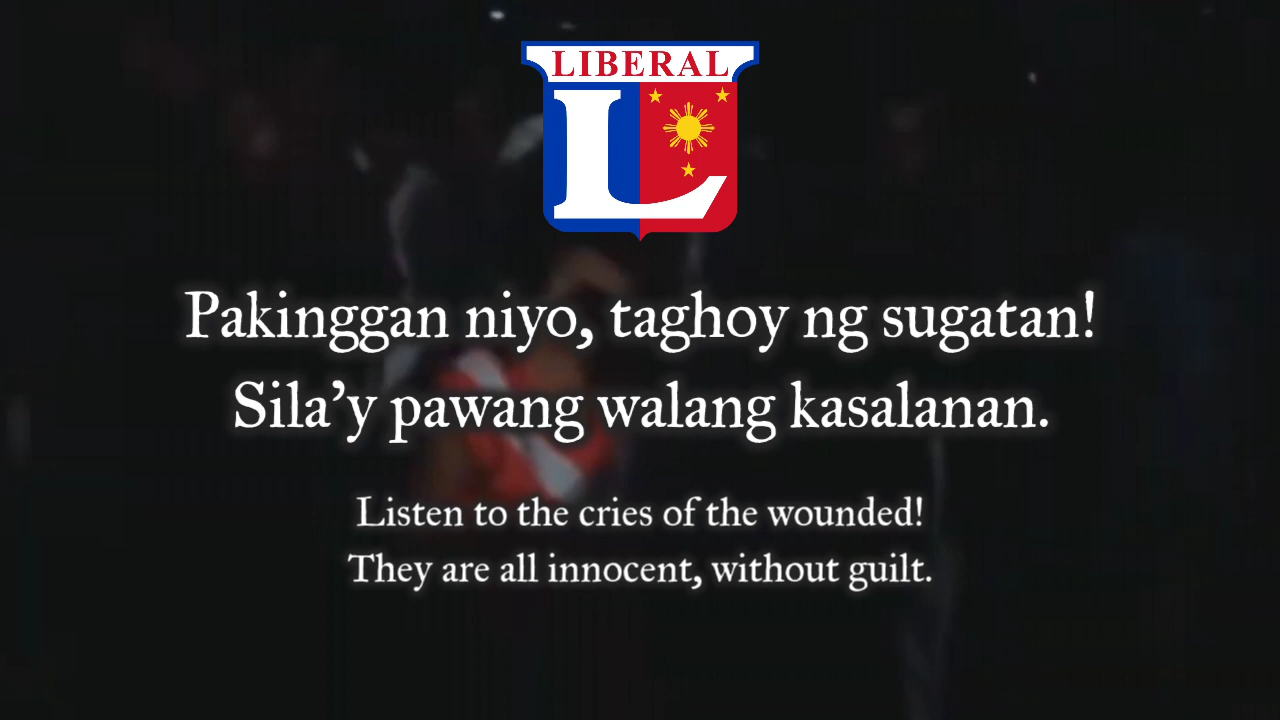 LIBERAL
L
Pakinggan niyo, taghoy ng sugatan!
Sila’y pawang walang kasalanan.
Listen to the cries of the wounded!
They are all innocent, without guilt.